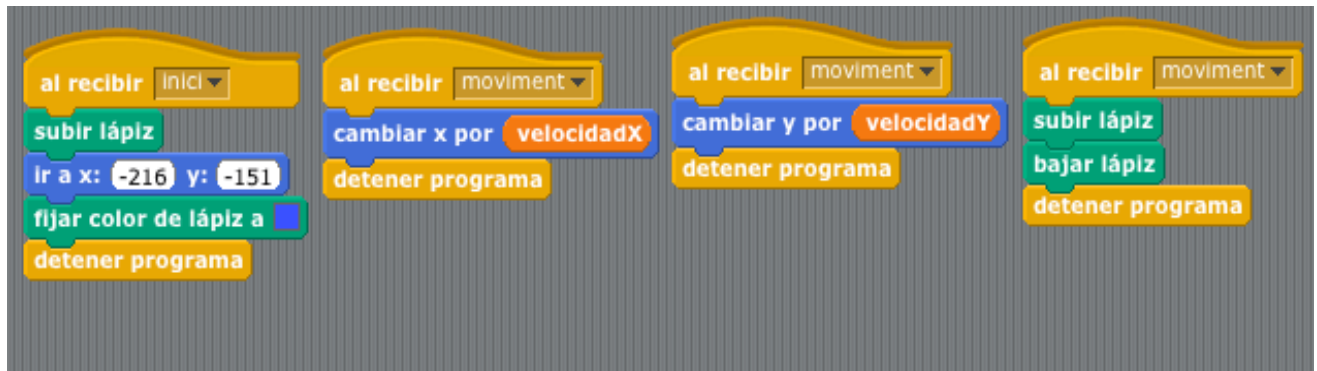 al recibir inici
subir lápiz
ir a x: -216 y: -151
fijar color de lápiz a
detener programa
al recibir moviment
cambiar x por velocidadX
detener programa
al recibir moviment
cambiar y por velocidadY
detener programa
al recibir moviment
subir lápiz
bajar lápiz
detener programa